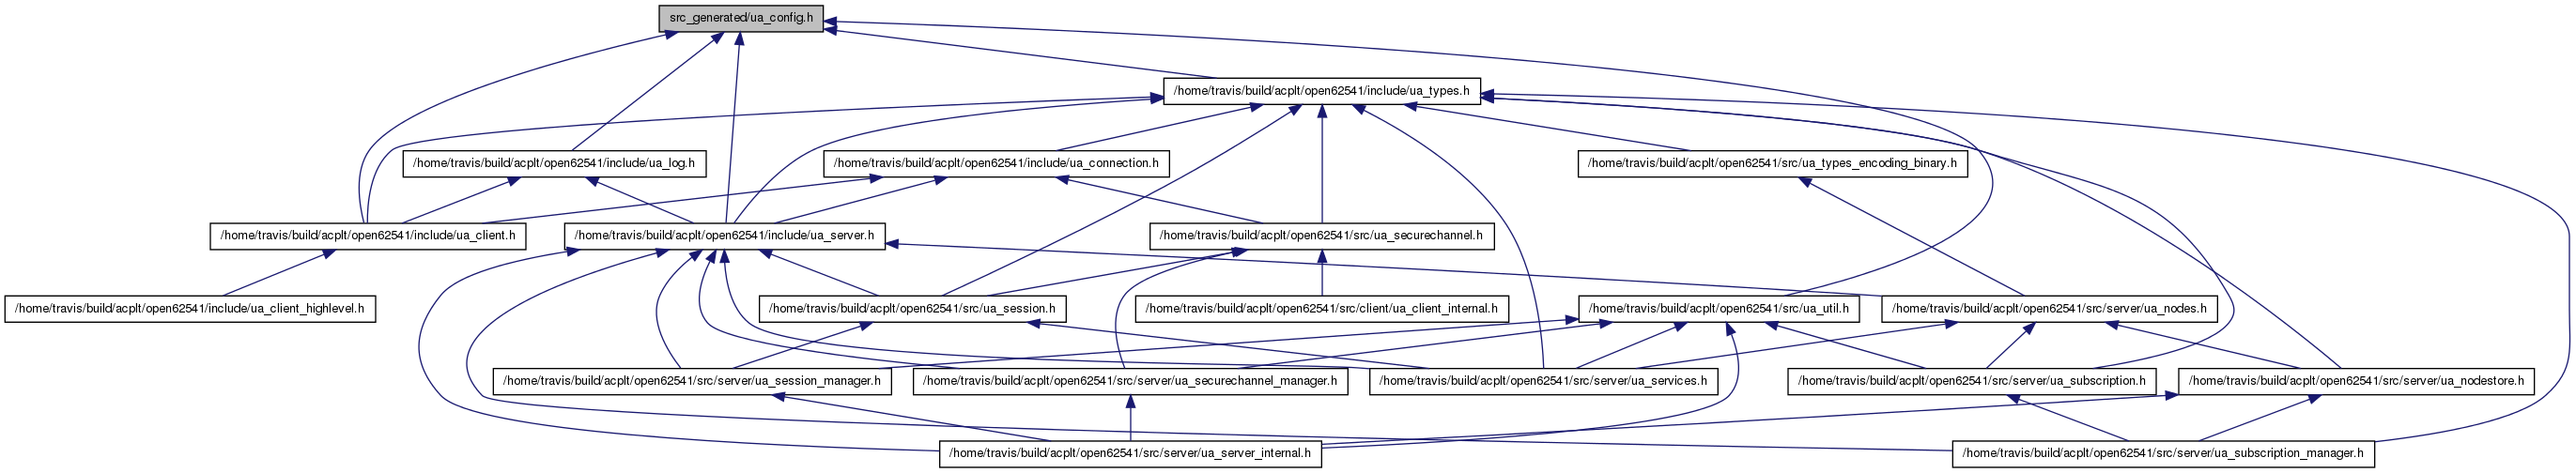 src_generated/ua_config.h
/home/travis/build/acplt/open62541/include/ua_types.h
/home/travis/build/acplt/open62541/include/ua_log.h
/home/travis/build/acplt/open62541/include/ua_connection.h
/home/travis/build/acplt/open62541/src/ua_types_encoding_binary.h
/home/travis/build/acplt/open62541/include/ua_client.h
/home/travis/build/acplt/open62541/include/ua_server.h
/home/travis/build/acplt/open62541/src/ua_securechannel.h
/home/travis/build/acplt/open62541/include/ua_client_highlevel.h
/home/travis/build/acplt/open62541/src/ua_session.h
/home/travis/build/acplt/open62541/src/client/ua_client_internal.h
/home/travis/build/acplt/open62541/src/ua_util.h
/home/travis/build/acplt/open62541/src/server/ua_nodes.h
/home/travis/build/acplt/open62541/src/server/ua_session_manager.h
/home/travis/build/acplt/open62541/src/server/ua_securechannel_manager.h
/home/travis/build/acplt/open62541/src/server/ua_services.h
/home/travis/build/acplt/open62541/src/server/ua_subscription.h
/home/travis/build/acplt/open62541/src/server/ua_nodestore.h
/home/travis/build/acplt/open62541/src/server/ua_server_internal.h
/home/travis/build/acplt/open62541/src/server/ua_subscription_manager.h